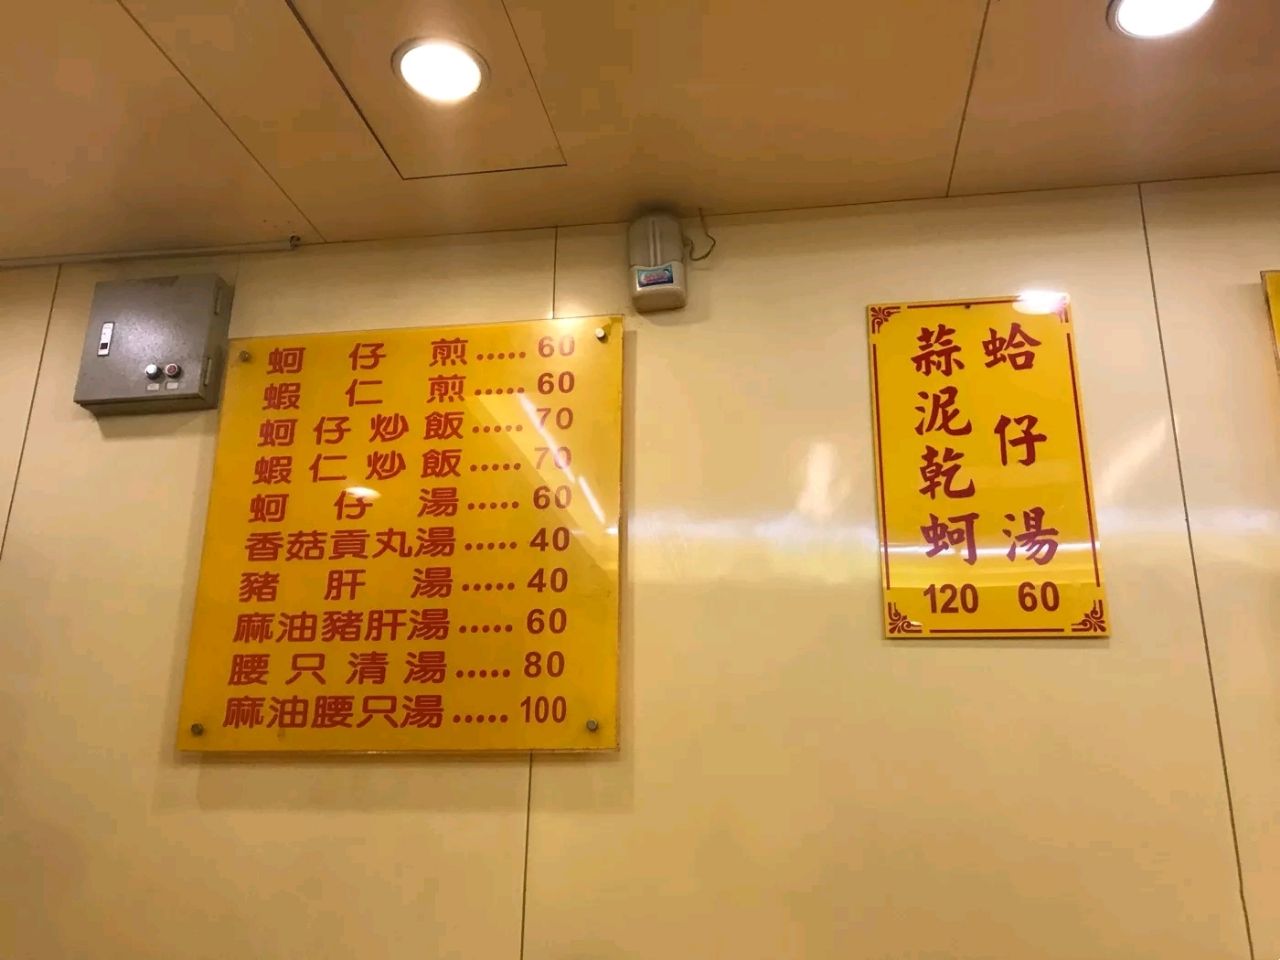 蚵仔煎.....60
蝦仁煎.....60
蚵仔炒飯.....70
蝦仁炒飯.....70
蚵仔湯.....60
香菇貢丸湯.....40
豬肝湯.....40
麻油豬肝湯.....60
腰只清湯.....80
麻油腰只湯.....100
蛤仔湯 60
蒜泥乾蚵 120